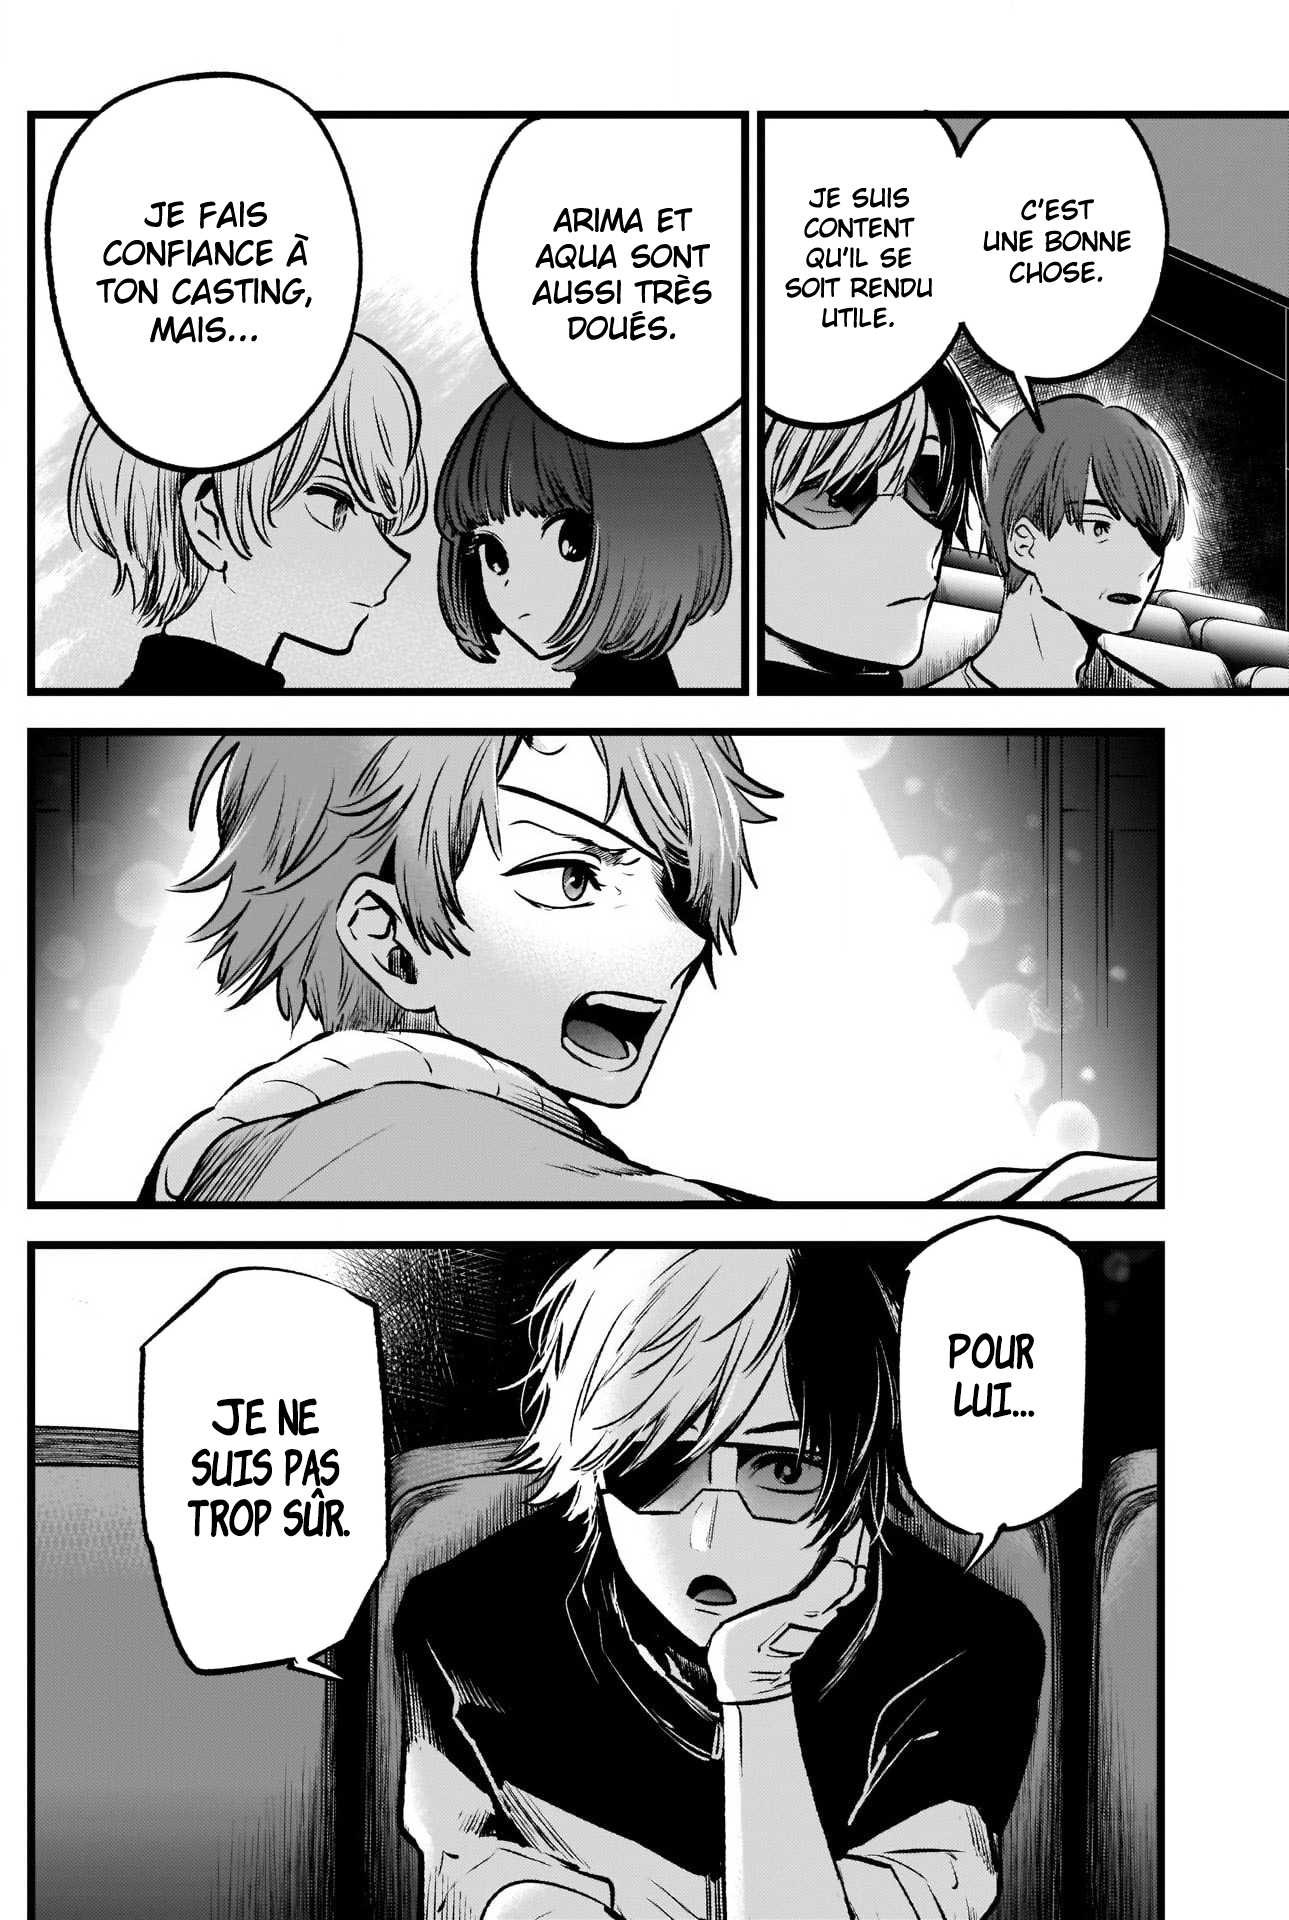 C'EST
UNE BONNE
CHOSE.
JE SUIS
CONTENT
QU'IL SE
SOIT RENDU
UTILE.
ARIMA ET
AQUA SONT
AUSSI TRÈS
DOUÉS.
JE FAIS
CONFIANCE À
TON CASTING,
MAIS...
POUR
LUI...
JE NE
SUIS PAS
TROP SÛR.